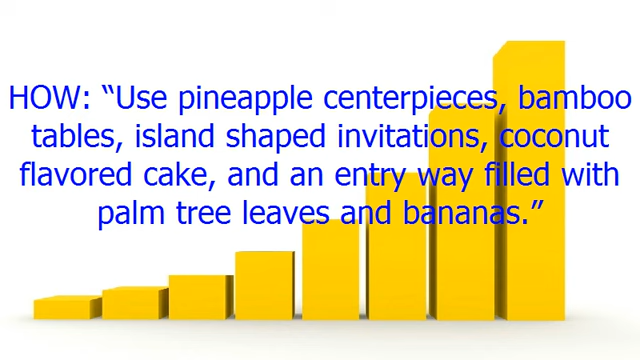 HOW: “Use pineapple centerpieces, bamboo
tables, island shaped invitations, coconut
flavored cake, and an entry way filled with
palm tree leaves and bananas.”